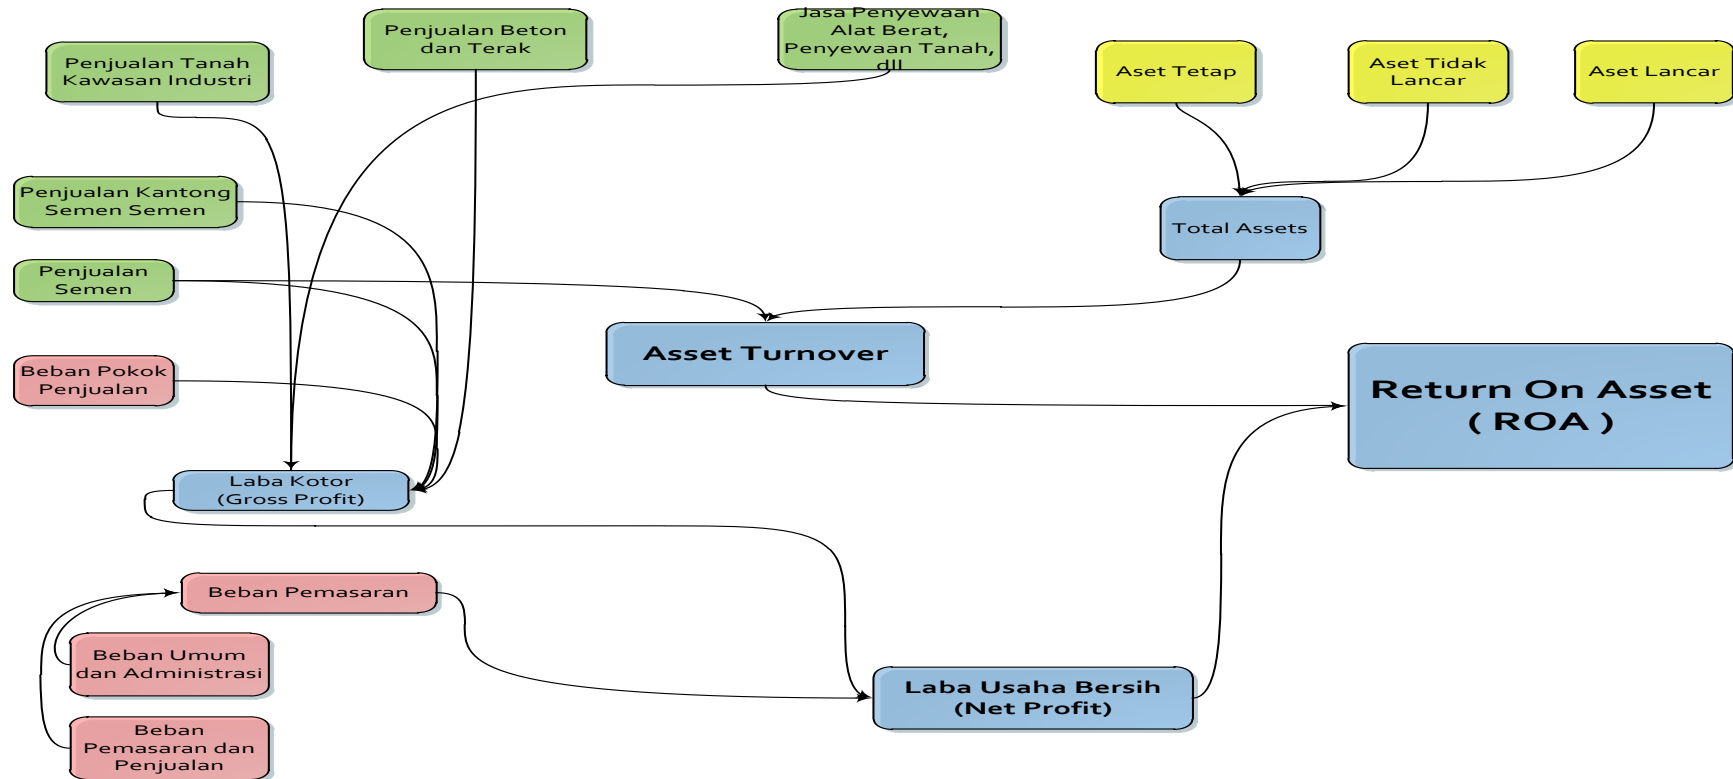 Jasa Penyewaan
Alat Berat,
Penyewaan Tanah,
dll
Penjualan Beton
dan Terak
Penjualan Tanah
Kawasan Industri
Aset Tetap
Aset Tidak
Lancar
Aset Lancar
Penjualan Kantong
Semen Semen
Total Assets
Penjualan
Semen
Asset Turnover
Beban Pokok
Penjualan
Return On Asset
( ROA )
Laba Kotor
(Gross Profit)
Beban Pemasaran
Beban Umum
dan Administrasi
Laba Usaha Bersih
(Net Profit)
Beban
Pemasaran dan
Penjualan